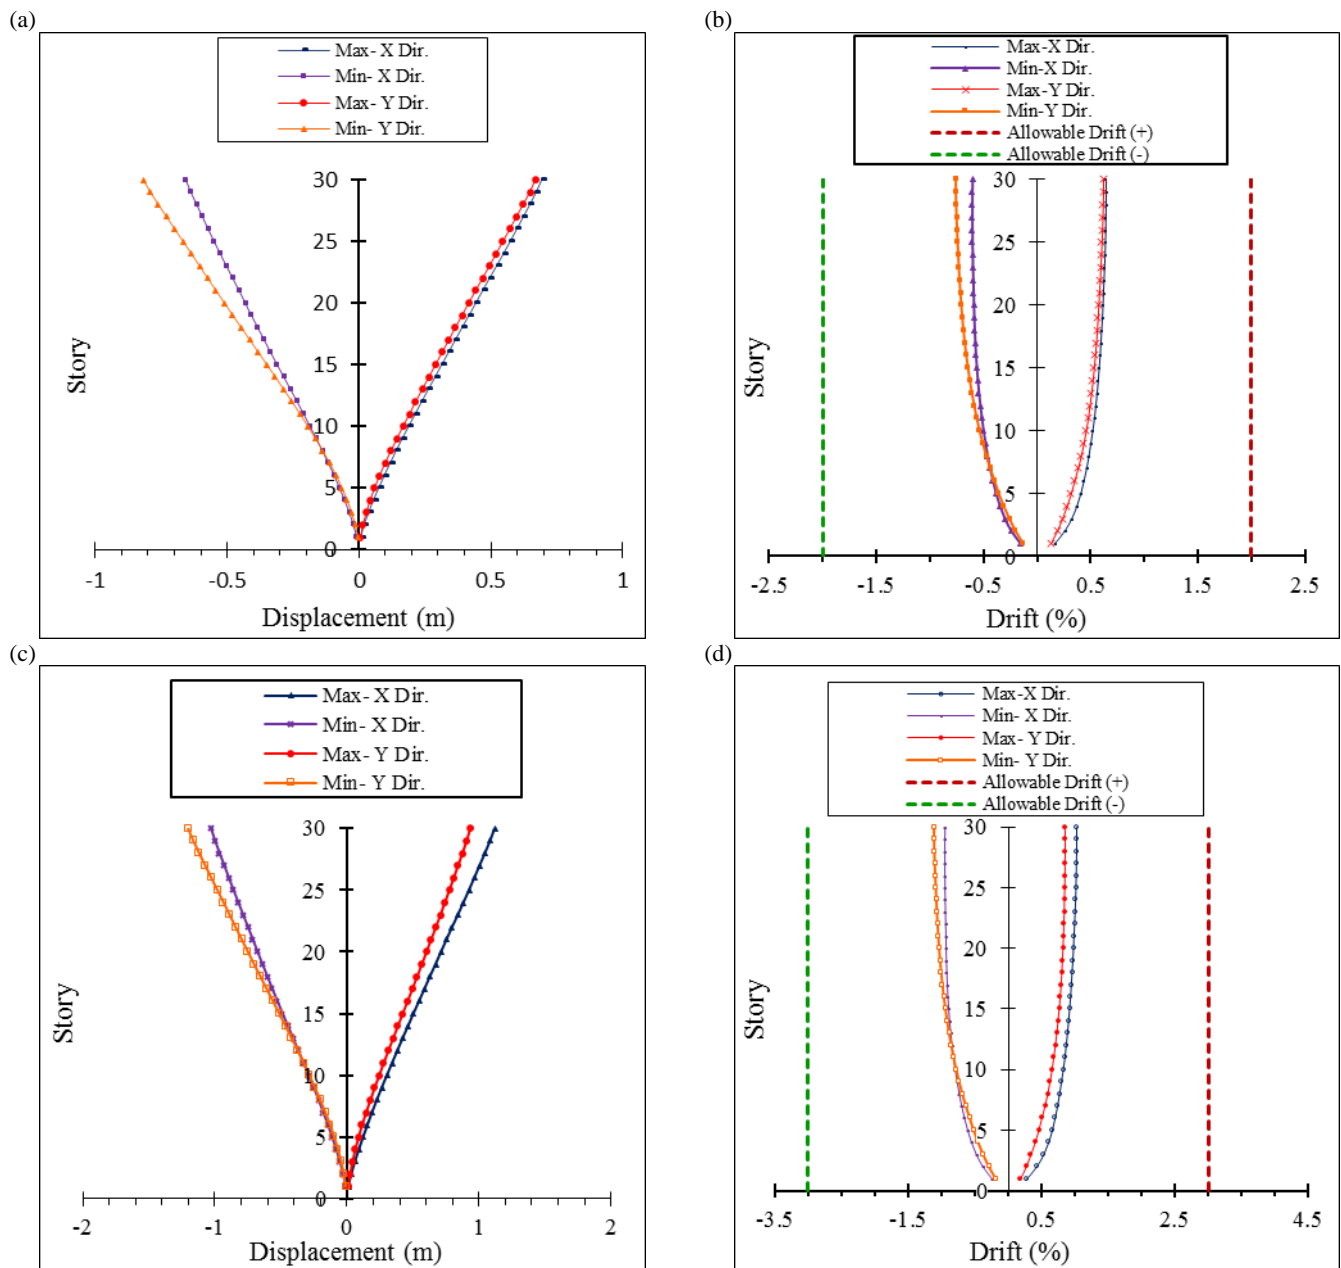 (a)
Max- X Dir.
Min- X Dir.
Max- Y Dir.
Min- Y Dir.
30
25
20
15
10
5
0
-1
-0.5
0
0.5
1
Story
Displacement (m)
(b)
Max-X Dir.
Min-X Dir.
Max-Y Dir.
Min-Y Dir.
Allowable Drift (+)
Allowable Drift (-)
30
25
20
15
10
5
0
-2.5
-1.5
-0.5
0.5
1.5
2.5
Story
Drift (%)
(c)
Max- X Dir.
Min- X Dir.
Max- Y Dir.
Min- Y Dir.
30
25
20
15
10
5
0
-2
-1
0
1
2
Story
Displacement (m)
(d)
Max-X Dir.
Min- X Dir.
Max- Y Dir.
Min- Y Dir.
Allowable Drift (+)
Allowable Drift (-)
30
25
20
15
10
5
0
-3.5
-1.5
0.5
2.5
4.5
Story
Drift (%)